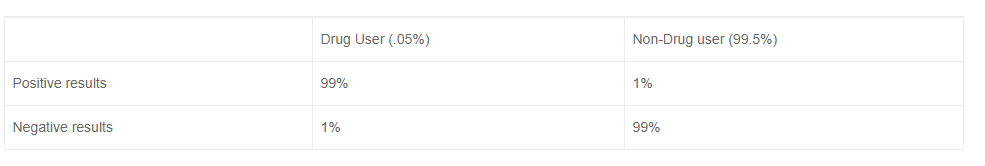 Drug User (.05%) Non-Drug user (99.5%)
Positive results 99% 1%
Negative results 1% 99%